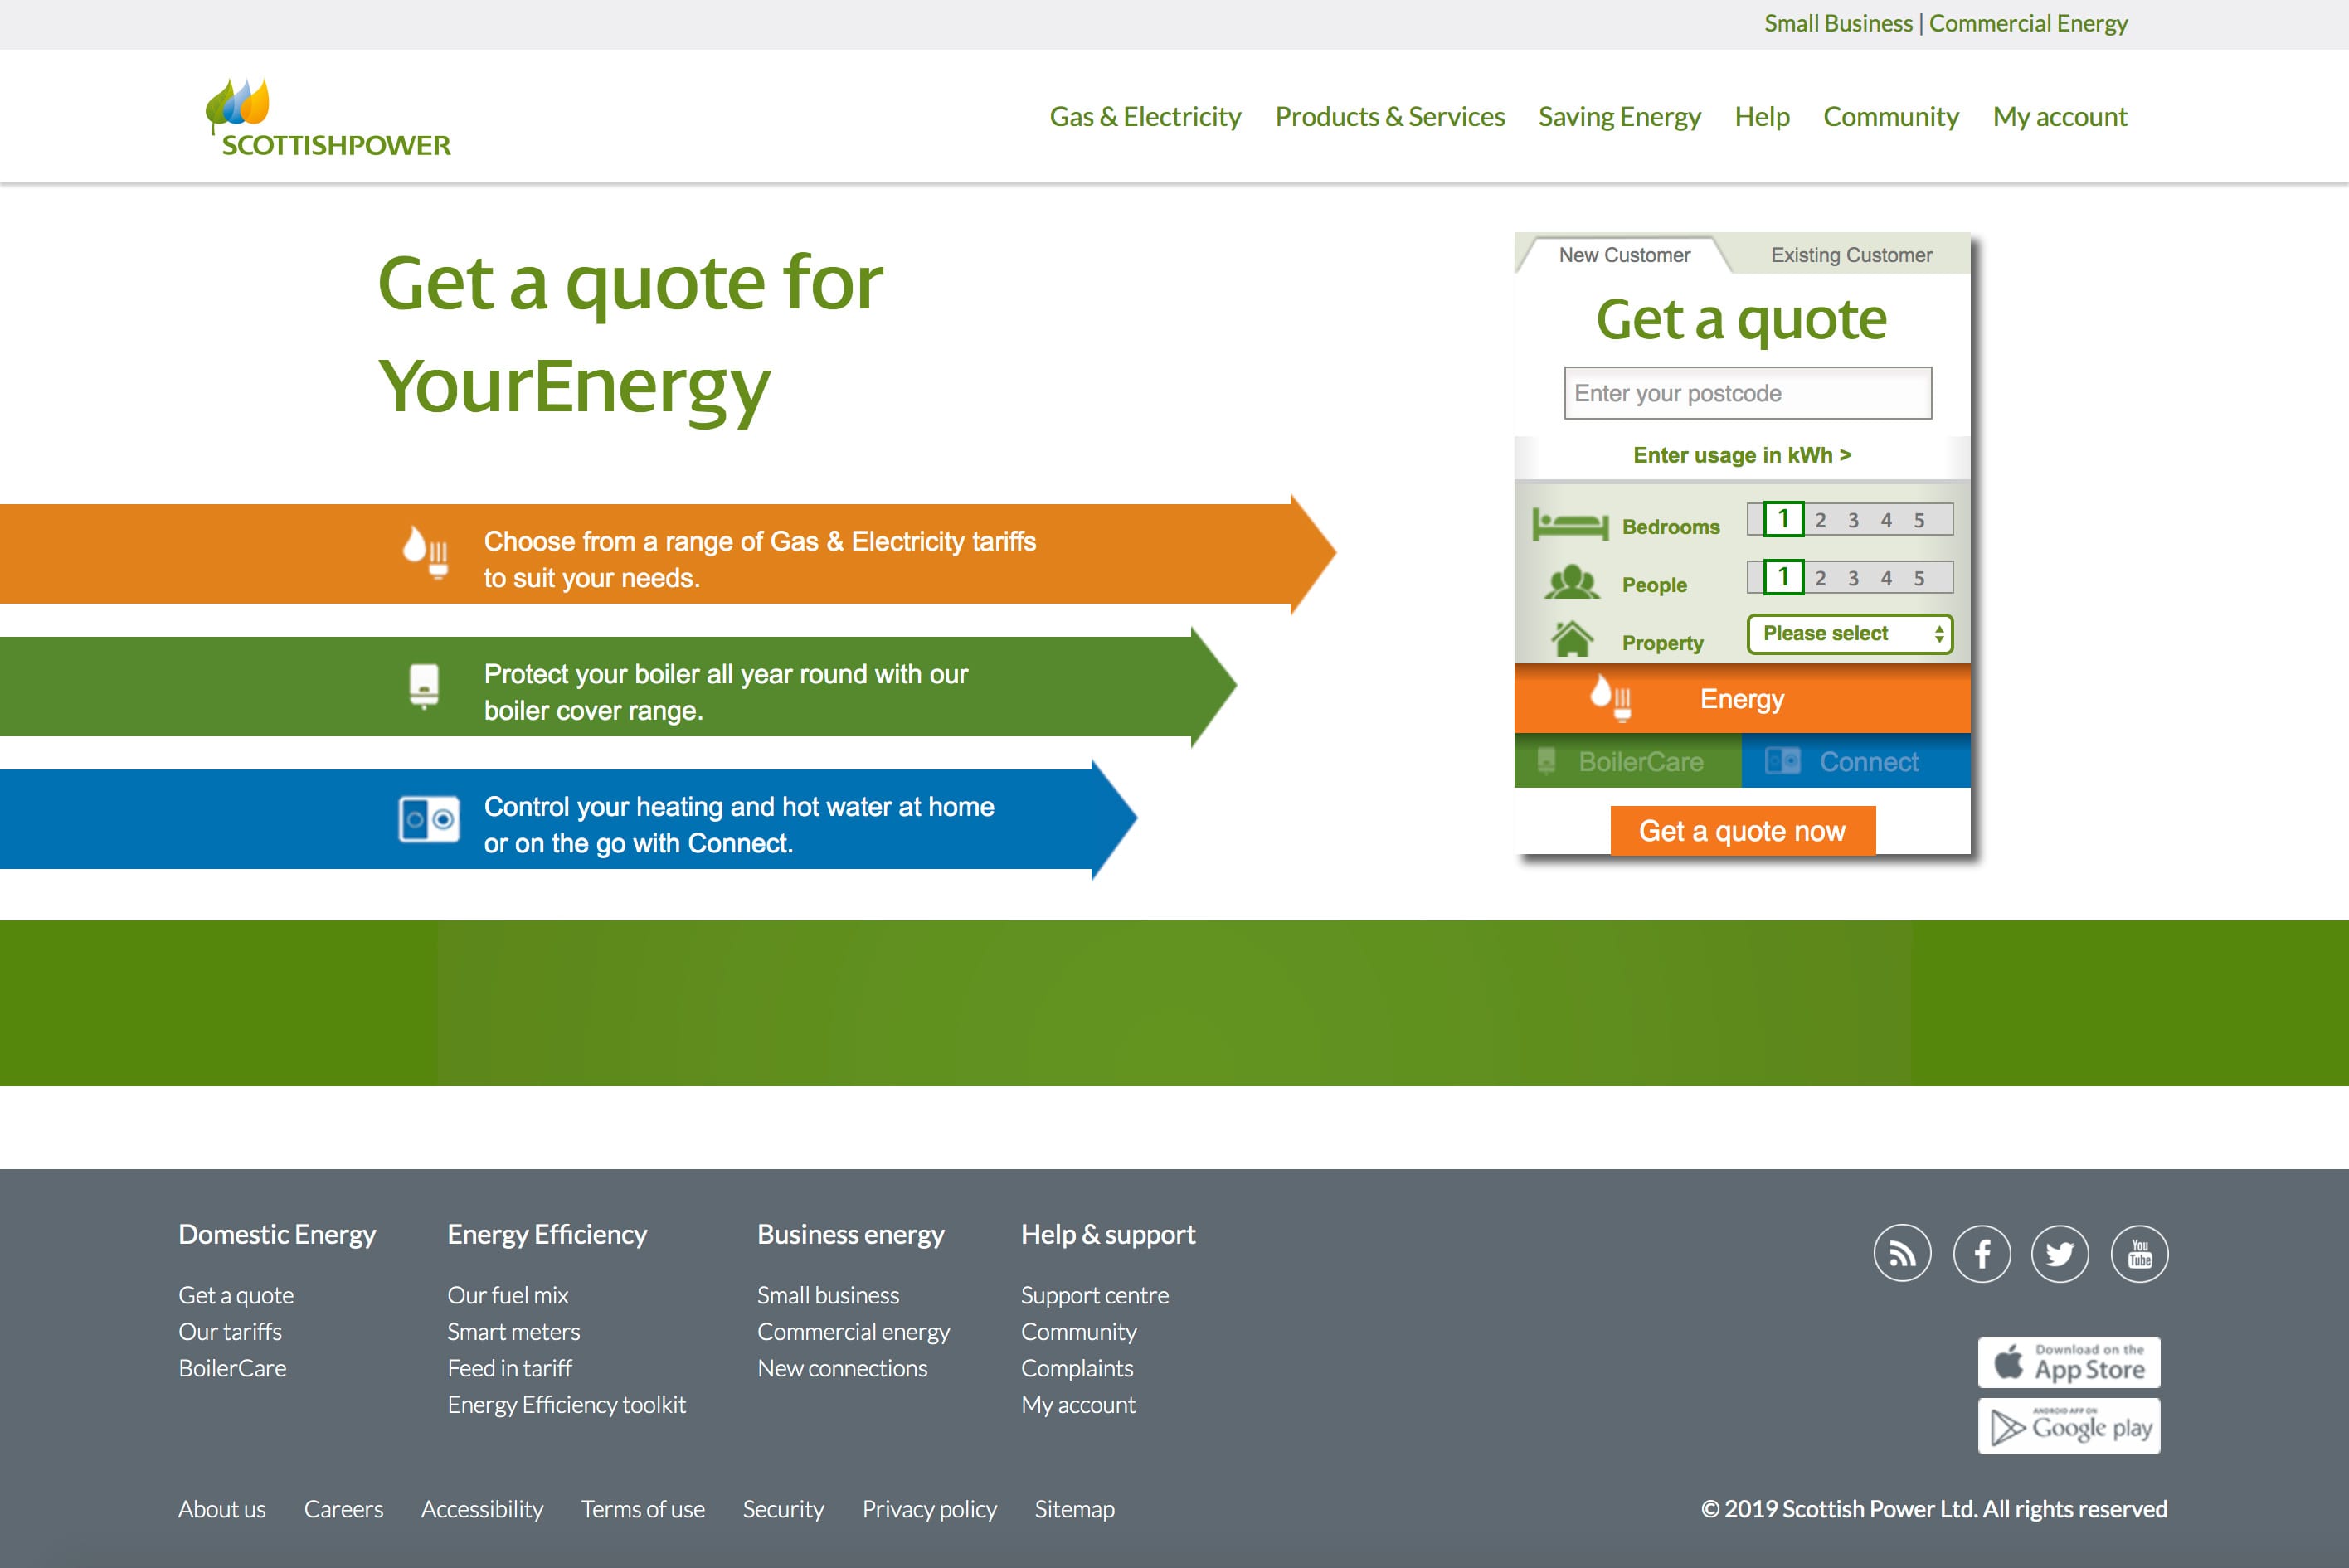 Small Business | Commercial Energy
SCOTTISHPOWER
Gas & Electricity Products & Services Saving Energy Help Community My account
Get a quote for
YourEnergy
Choose from a range of Gas & Electricity tariffs
to suit your needs.
Protect your boiler all year round with our
boiler cover range.
Control your heating and hot water at home
or on the go with Connect.
New Customer Existing Customer
Get a quote
Enter your postcode
Enter usage in kWh >
Bedrooms 1 2 3 4 5
People 1 2 3 4 5
Property Please select
Energy
BoilerCare Connect
Get a quote now
Domestic Energy
Get a quote
Our tariffs
BoilerCare
Energy Efficiency
Our fuel mix
Smart meters
Feed in tariff
Energy Efficiency toolkit
Business energy
Small business
Commercial energy
New connections
Help & support
Support centre
Community
Complaints
My account
You
Tube
Download on the
App Store
ANDROID APP ON
Google play
About us Careers Accessibility Terms of use Security Privacy policy Sitemap
© 2019 Scottish Power Ltd. All rights reserved